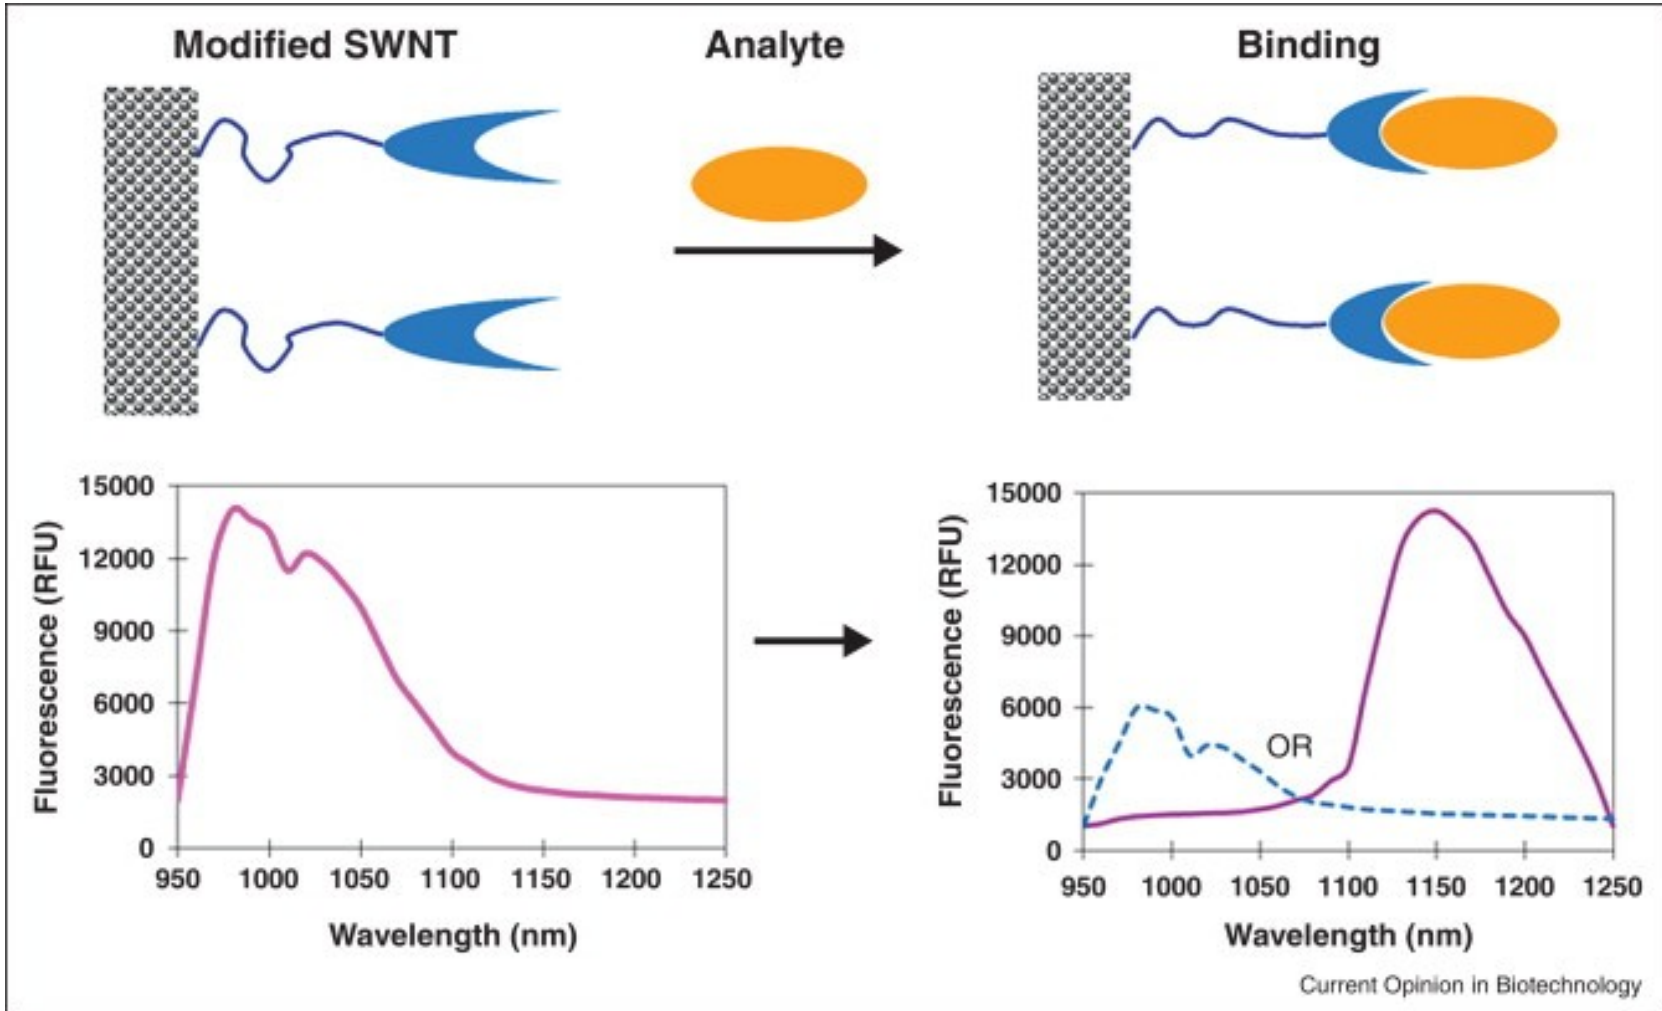 Modified SWNT
Analyte
Binding
15000
12000
9000
6000
3000
0
Fluorescence (RFU)
950 1000 1050 1100 1150 1200 1250
Wavelength (nm)
15000
12000
9000
6000
3000
0
Fluorescence (RFU)
OR
950 1000 1050 1100 1150 1200 1250
Wavelength (nm)
Current Opinion in Biotechnology